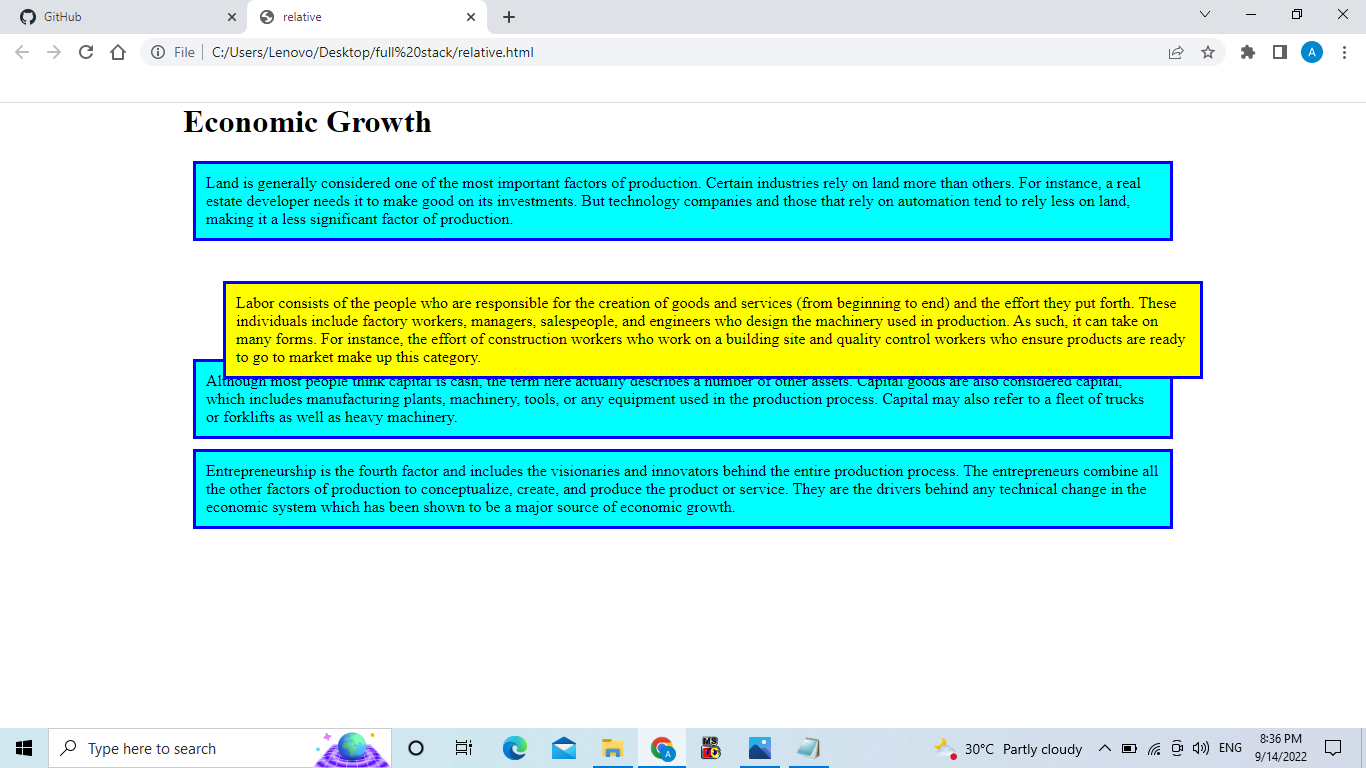 GitHub
relative
File
C:/Users/Lenovo/Desktop/full%20stack/relative.html
A
Economic Growth
Land is generally considered one of the most important factors of production. Certain industries rely on land more than others. For instance, a real
estate developer needs it to make good on its investments. But technology companies and those that rely on automation tend to rely less on land,
making it a less significant factor of production.
Labor consists of the people who are responsible for the creation of goods and services (from beginning to end) and the effort they put forth. These
individuals include factory workers, managers, salespeople, and engineers who design the machinery used in production. As such, it can take on
many forms. For instance, the effort of construction workers who work on a building site and quality control workers who ensure products are ready
to go to market make up this category.
Although most people think capital is cash, the term here actually describes a number of other assets. Capital goods are also considered capital,
which includes manufacturing plants, machinery, tools, or any equipment used in the production process. Capital may also refer to a fleet of trucks
or forklifts as well as heavy machinery.
Entrepreneurship is the fourth factor and includes the visionaries and innovators behind the entire production process. The entrepreneurs combine all
the other factors of production to conceptualize, create, and produce the product or service. They are the drivers behind any technical change in the
economic system which has been shown to be a major source of economic growth.
Type here to search
A
30°C Partly cloudy
ENG
8:36 PM
9/14/2022